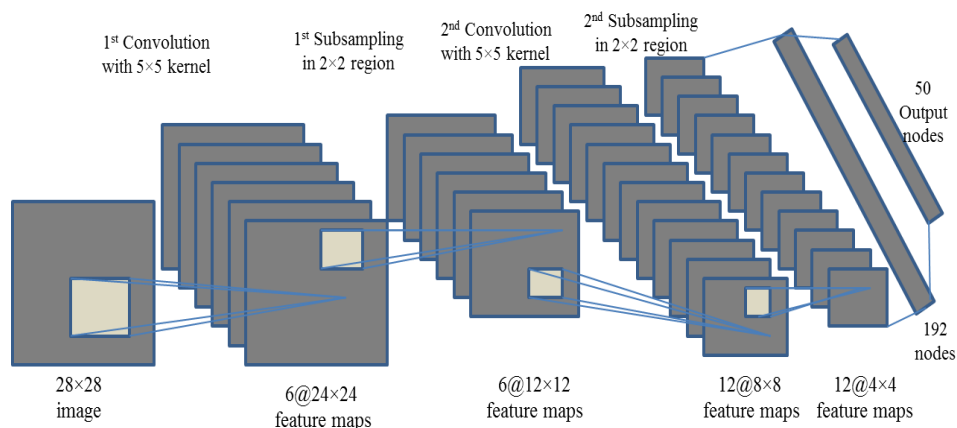 1st Convolution
with 5×5 kernel
1st Subsampling
in 2×2 region
2nd Convolution
with 5×5 kernel
2nd Subsampling
in 2×2 region
50
Output
nodes
192
nodes
28×28
image
6@24×24
feature maps
6@12×12
feature maps
12@8×8
feature maps
12@4×4
feature maps